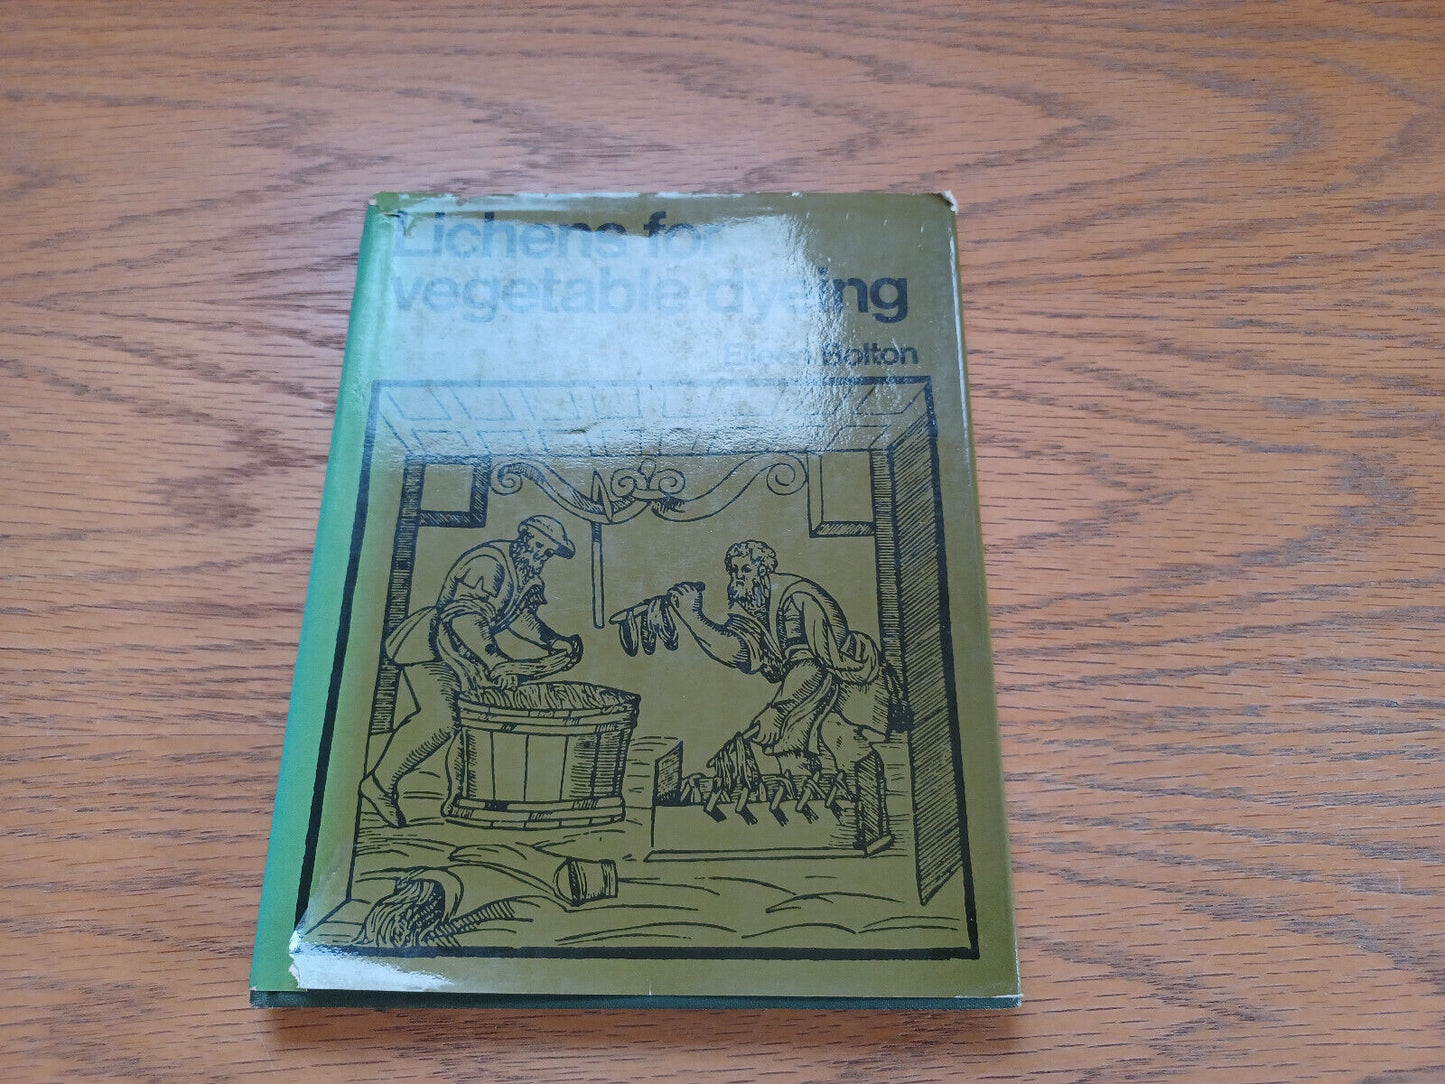 Lichens for
vegetable dyeing
Eileen Bolton